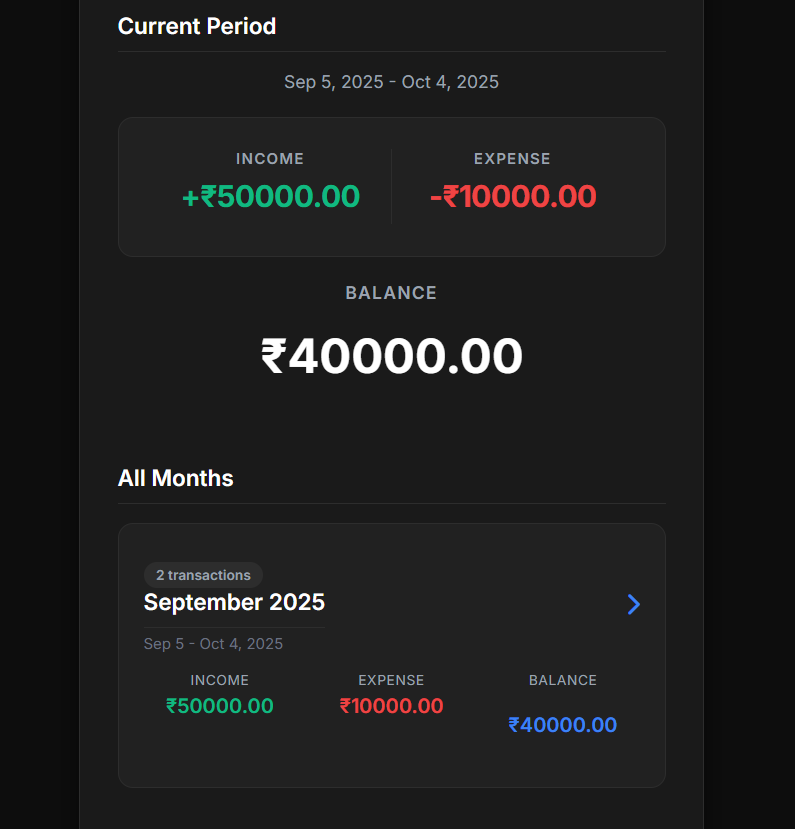 Current Period
Sep 5, 2025 - Oct 4, 2025
INCOME EXPENSE
+₹50000.00 -₹10000.00
BALANCE
₹40000.00
All Months
2 transactions
September 2025
Sep 5 - Oct 4, 2025
INCOME EXPENSE BALANCE
₹50000.00 ₹10000.00 ₹40000.00